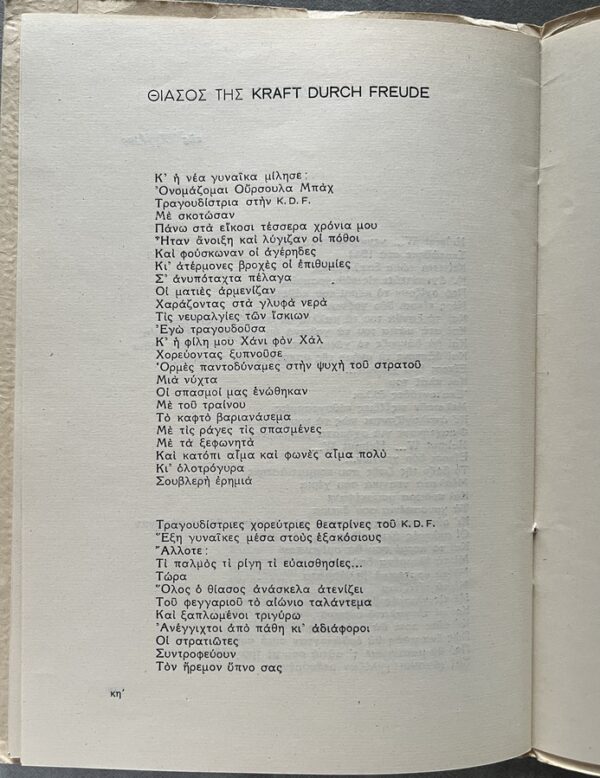 ΘΙΑΣΟΣ ΤΗΣ KRAFT DURCH FREUDE
Κ' ἡ νέα γυναῖκα μίλησε:
Ὀνομάζομαι Οὕρσουλα Μπὰχ
Τραγουδίστρια στὴν K.D.F.
Μὲ σκοτῶσαν
Πάνω στὰ εἴκοσι τέσσερα χρόνια μου
Ἦταν ἄνοιξη καὶ λύγιζαν οἱ πόθοι
Καὶ φούσκωναν οἱ ἀγέρηδες
Κι' ἀτέρμονες βροχὲς οἱ ἐπιθυμίες
Σ' ἀνυπόταχτα πέλαγα
Οἱ ματιὲς ἀρμενίζαν
Χαράζοντας στὰ γλυφὰ νερὰ
Τὶς νευραλγίες τῶν ἴσκιων
Ἐγὼ τραγουδοῦσα
Κ' ἡ φίλη μου Χάνι φὸν Χὰλ
Χορεύοντας ξυπνοῦσε
Ὁρμὲς παντοδύναμες στὴν ψυχὴ τοῦ στρατοῦ
Μιὰ νύχτα
Οἱ σπασμοί μας ἑνώθηκαν
Μὲ τοῦ τραίνου
Τὸ καφτὸ βαριανάσεμα
Μὲ τὶς ράγες τὶς σπασμένες
Μὲ τὰ ξεφωνητὰ
Καὶ κατόπι αἷμα καὶ φωνὲς αἷμα πολὺ
Κι' ὁλοτρόγυρα
Σουβλερὴ ἐρημιὰ
Τραγουδίστριες χορεύτριες θεατρίνες τοῦ K.D.F.
Ἕξη γυναῖκες μέσα στοὺς ἑξακόσιους
Ἄλλοτε:
Τί παλμὸς τί ρίγη τί εὐαισθησίες...
Τώρα
Ὅλος ὁ θίασος ἀνάσκελα ἀτενίζει
Τοῦ φεγγαριοῦ τὸ αἰώνιο ταλάντεμα
Καὶ ξαπλωμένοι τριγύρω
Ἀνέγγιχτοι ἀπὸ πάθη κι' ἀδιάφοροι
Οἱ στρατιῶτες
Συντροφεύουν
Τὸν ἤρεμον ὕπνο σας
κη'